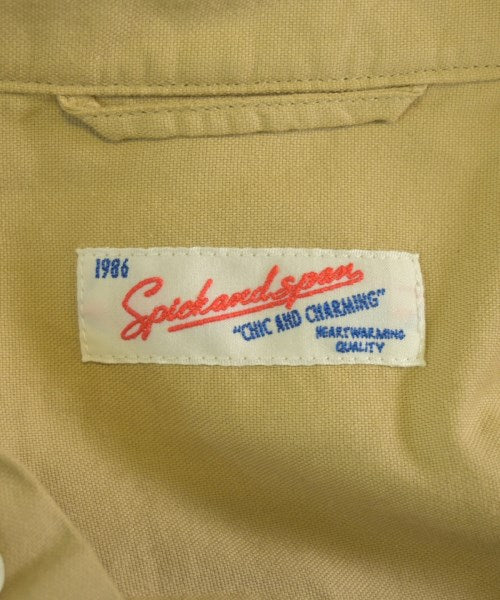 1986
Spickandspan
"CHIC AND CHARMING"
HEARTWARMING
QUALITY